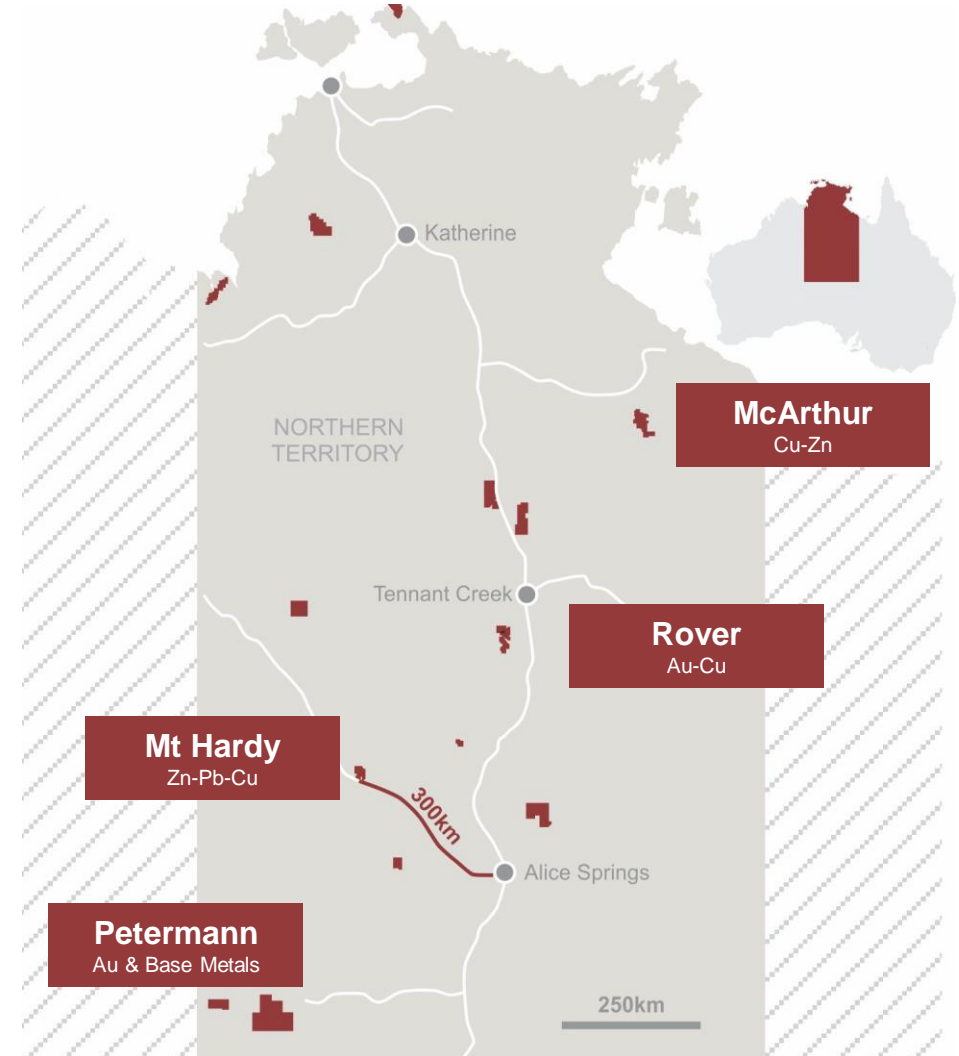 Katherine
NORTHERN
TERRITORY
McArthur
Cu-Zn
Tennant Creek
Rover
Au-Cu
Mt Hardy
Zn-Pb-Cu
300km
Alice Springs
Petermann
Au & Base Metals
250km